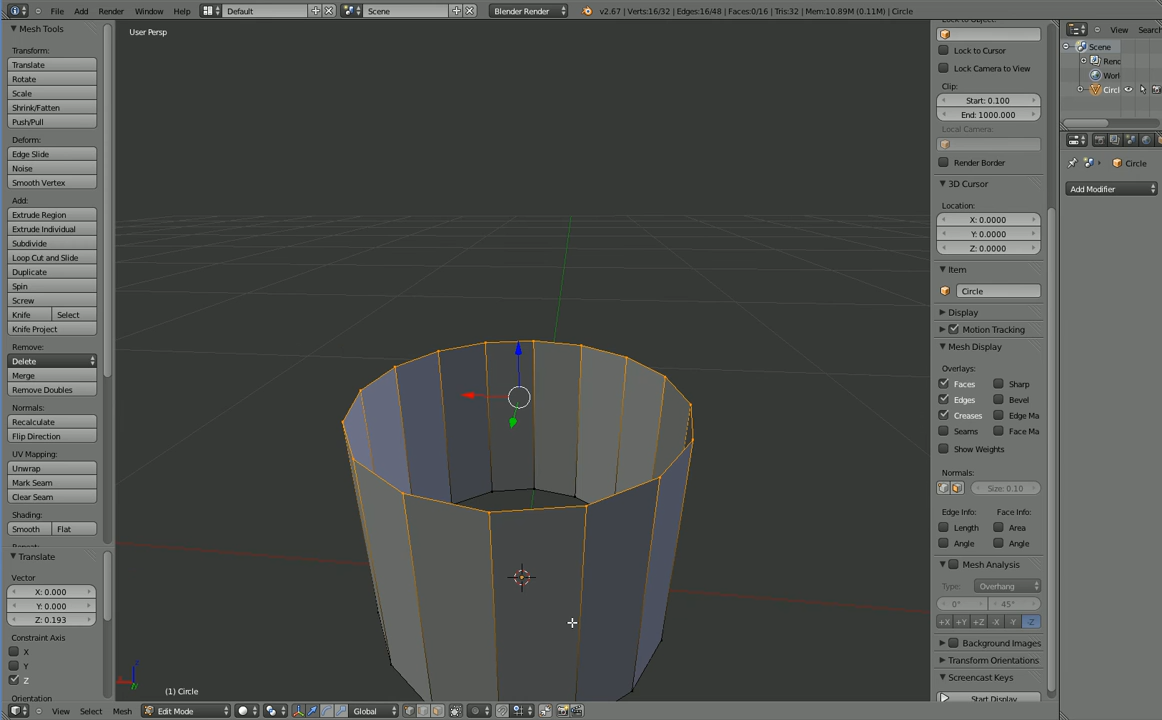 File Add Render Window Help Default Scene Blender Render v2.67 | Verts:16/32 | Edges:16/48 | Faces:0/16 | Tris:32 | Mem:10.89M (0.11M) | Circle
Mesh Tools
Transform:
Translate
Rotate
Scale
Shrink/Fatten
Push/Pull
Deform:
Edge Slide
Noise
Smooth Vertex
Add:
Extrude Region
Extrude Individual
Subdivide
Loop Cut and Slide
Duplicate
Spin
Screw
Knife Select
Knife Project
Remove:
Delete
Merge
Remove Doubles
Normals:
Recalculate
Flip Direction
UV Mapping:
Unwrap
Mark Seam
Clear Seam
Shading:
Smooth Flat
Translate
Vector
X: 0.000
Y: 0.000
Z: 0.193
Constraint Axis
X
Y
Z
Orientation
User Persp
(1) Circle
View Select Mesh Edit Mode Global
Lock to Cursor
Lock Camera to View
Clip:
Start: 0.100
End: 1000.000
Local Camera:
Render Border
3D Cursor
Location:
X: 0.0000
Y: 0.0000
Z: 0.0000
Item
Circle
Display
Motion Tracking
Mesh Display
Overlays:
Faces Sharp
Edges Bevel
Creases Edge Ma
Seams Face Ma
Show Weights
Normals:
Size: 0.10
Edge Info: Face Info:
Length Area
Angle Angle
Mesh Analysis
Type: Overhang
0° 45°
+X +Y +Z -X -Y -Z
Background Images
Transform Orientations
Screencast Keys
Start Display
View Search
Scene
Rend
Worl
Circl
Circle
Add Modifier